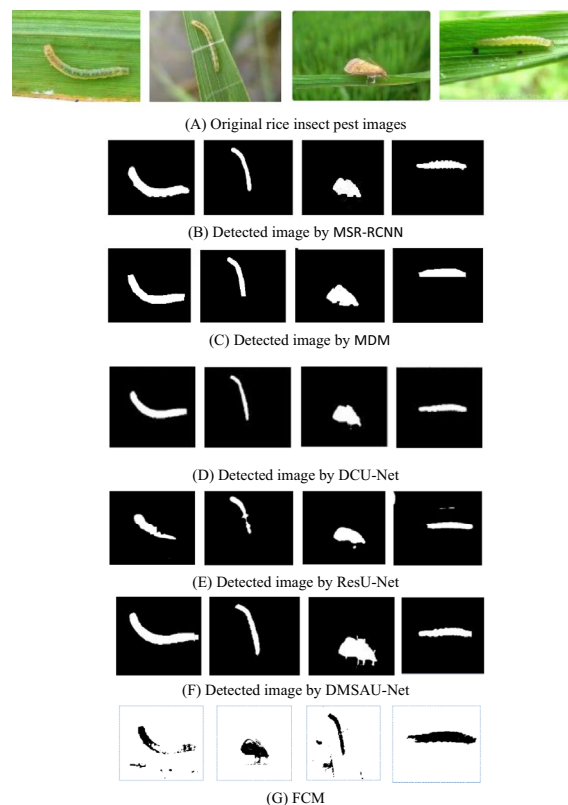 (A) Original rice insect pest images
(B) Detected image by MSR-RCNN
(C) Detected image by MDM
(D) Detected image by DCU-Net
(E) Detected image by ResU-Net
(F) Detected image by DMSAU-Net
(G) FCM